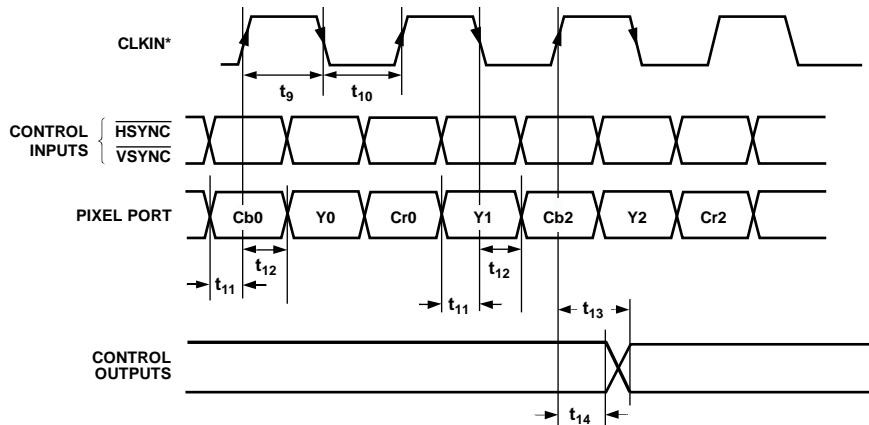 CLKIN*
t9 t10
CONTROL INPUTS
HSYNC
VSYNC
PIXEL PORT
Cb0 Y0 Cr0 Y1 Cb2 Y2 Cr2
t12 t12
t11 t11
t13
CONTROL OUTPUTS
t14